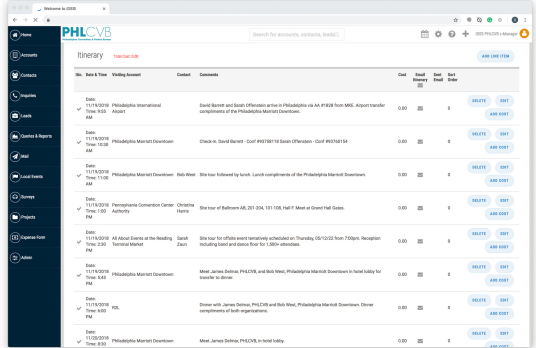 Welcome to iDSS
Home
PHLCVB
Search for accounts, contacts, leads(...
iDSS PHLCVB e-Manager
Accounts
Contacts
Inquiries
Leads
Quotes & Reports
Mail
Local Events
Surveys
Projects
Expense Form
Admin
Itinerary
ADD LINE ITEM
No. Date & Time Visiting Account Contact Comments Cost Email Itinerary Sent Email Sort Order
Date: 11/19/2018 Time: 9:55 AM
Philadelphia International Airport
David Barrett and Sarah Offenstein arrive in Philadelphia via AA #1828 from MKE. Airport transfer
compliments of the Philadelphia Marriott Downtown.
0.00 0
DELETE EDIT
ADD COST
Date: 11/19/2018 Time: 10:30 AM
Philadelphia Marriott Downtown
Check-in. David Barrett - Conf #93758118 Sarah Offenstein - Conf #93760154
0.00 0
DELETE EDIT
ADD COST
Date: 11/19/2018 Time: 11:00 AM
Philadelphia Marriott Downtown
Bob West
Site tour followed by lunch. Lunch compliments of the Philadelphia Marriott Downtown.
0.00 0
DELETE EDIT
ADD COST
Date: 11/19/2018 Time: 1:00 PM
Pennsylvania Convention Center Authority
Christina Harris
Site tour of Ballroom AB, 201-204, 101-108, Hall F. Meet at Grand Hall Gates.
0.00 0
DELETE EDIT
ADD COST
Date: 11/19/2018 Time: 2:30 PM
All About Events at the Reading Terminal Market
Sarah Zaun
Site tour for offsite event tentatively scheduled on Thursday, 05/12/22 from 7:00pm. Reception
including band and dance floor for 1,500+ attendees.
0.00 0
DELETE EDIT
ADD COST
Date: 11/19/2018 Time: 5:45 PM
Philadelphia Marriott Downtown
Meet James Delmar, PHLCVB, and Bob West, Philadelphia Marriott Downtown in hotel lobby for
transfer to dinner.
0.00 0
DELETE EDIT
ADD COST
Date: 11/19/2018 Time: 6:00 PM
R2L
Dinner with James Delmar, PHLCVB and Bob West, Philadelphia Marriott Downtown. Dinner
compliments of both organizations.
0.00 0
DELETE EDIT
ADD COST
Date: 11/20/2018 Time: 8:30
Philadelphia Marriott Downtown
Meet James Delmar, PHLCVB, in hotel lobby.
0.00 0
DELETE EDIT
ADD COST